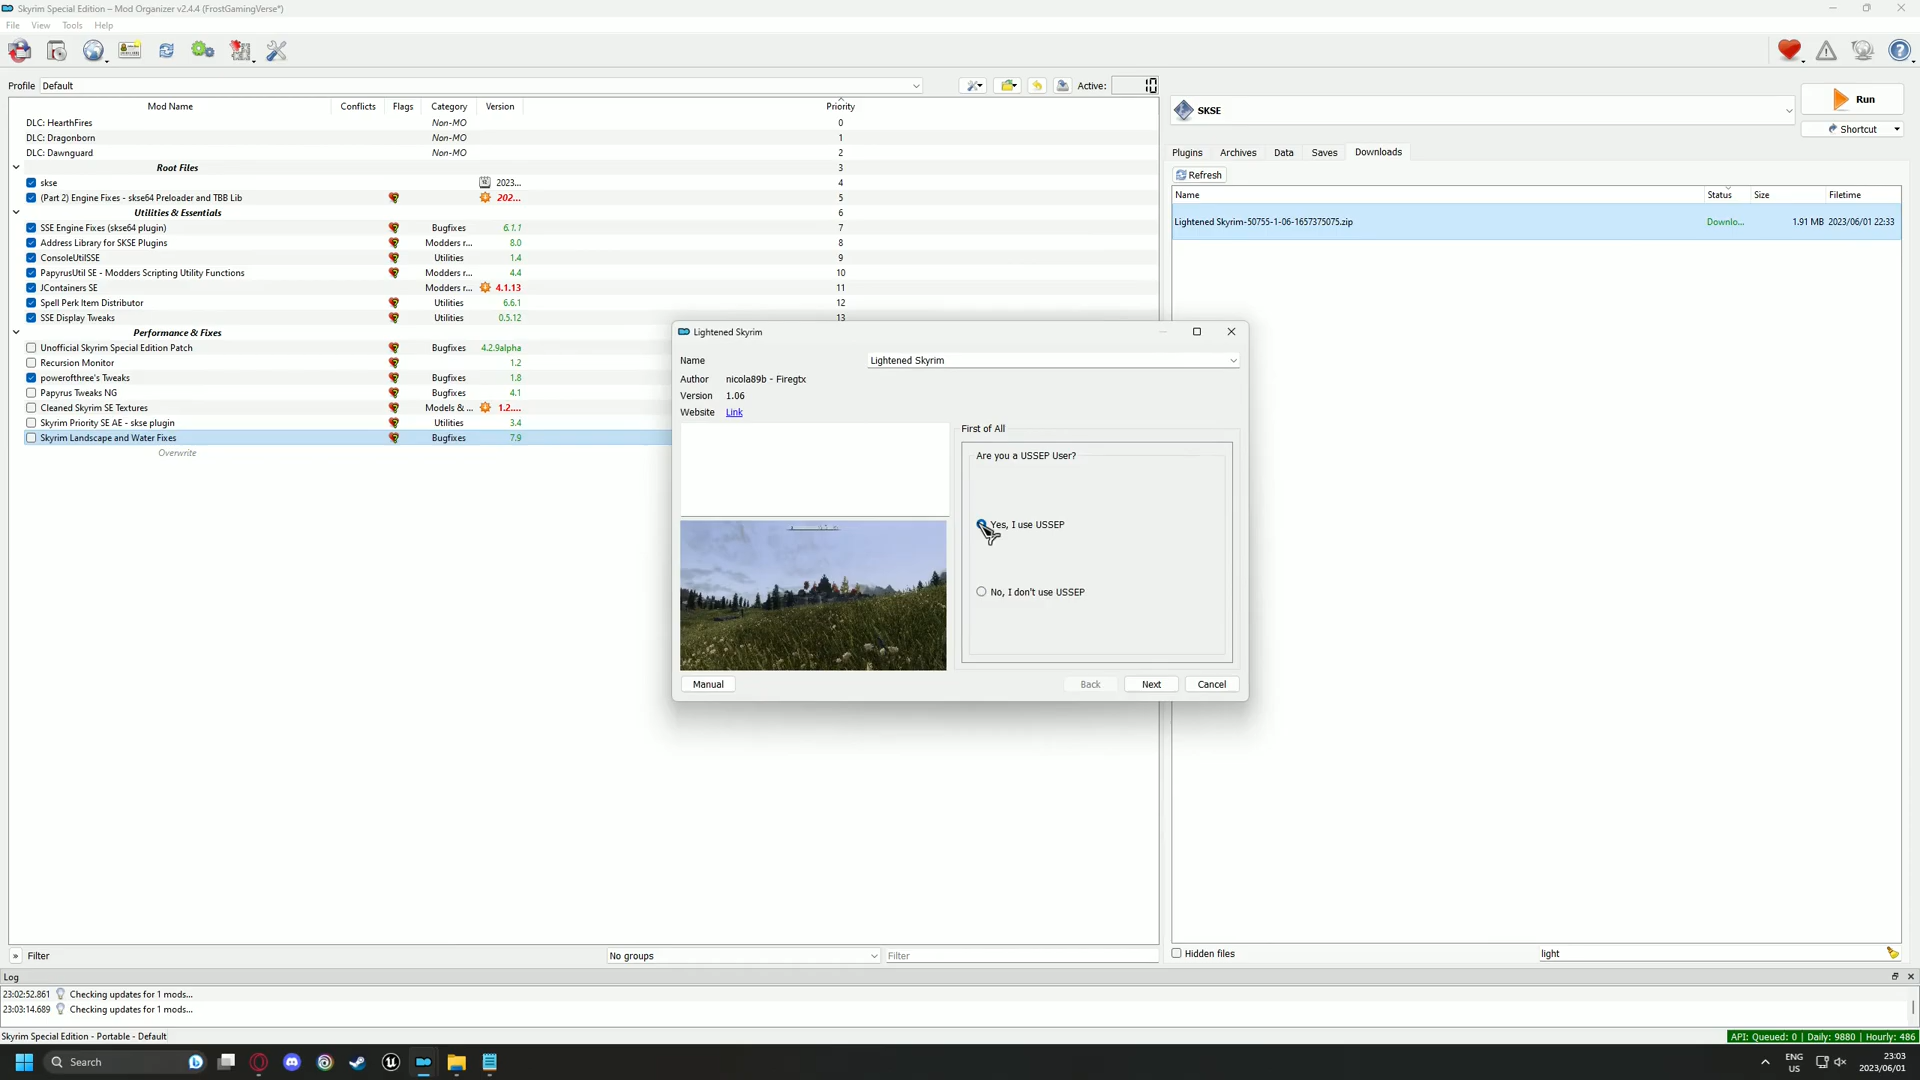 Skyrim Special Edition – Mod Organizer v2.4.4 (FrostGamingVerse*)
File View Tools Help
Profile Default Active: 10
Mod Name Conflicts Flags Category Version Priority
DLC: HearthFires Non-MO 0
DLC: Dragonborn Non-MO 1
DLC: Dawnguard Non-MO 2
Root Files 3
skse 2023... 4
(Part 2) Engine Fixes - skse64 Preloader and TBB Lib 202... 5
Utilities & Essentials 6
SSE Engine Fixes (skse64 plugin) Bugfixes 6.1.1 7
Address Library for SKSE Plugins Modders r... 8.0 8
ConsoleUtilSSE Utilities 1.4 9
PapyrusUtil SE - Modders Scripting Utility Functions Modders r... 4.4 10
JContainers SE Modders r... 4.1.13 11
Spell Perk Item Distributor Utilities 6.6.1 12
SSE Display Tweaks Utilities 0.5.12 13
Performance & Fixes
Unofficial Skyrim Special Edition Patch Bugfixes 4.2.9alpha
Recursion Monitor 1.2
powerofthree's Tweaks Bugfixes 1.8
Papyrus Tweaks NG Bugfixes 4.1
Cleaned Skyrim SE Textures Models & ... 1.2....
Skyrim Priority SE AE - skse plugin Utilities 3.4
Skyrim Landscape and Water Fixes Bugfixes 7.9
Overwrite
SKSE
Run
Shortcut
Plugins Archives Data Saves Downloads
Refresh
Name Status Size Filetime
Lightened Skyrim-50755-1-06-1657375075.zip Downlo... 1.91 MB 2023/06/01 22:33
Lightened Skyrim
Name Lightened Skyrim
Author nicola89b - Firegtx
Version 1.06
Website Link
First of All
Are you a USSEP User?
Yes, I use USSEP
No, I don't use USSEP
Manual Back Next Cancel
» Filter No groups Filter
Hidden files light
Log
23:02:52.861 Checking updates for 1 mods...
23:03:14.689 Checking updates for 1 mods...
Skyrim Special Edition - Portable - Default API: Queued: 0 | Daily: 9880 | Hourly: 486
Search
ENG
US
23:03
2023/06/01